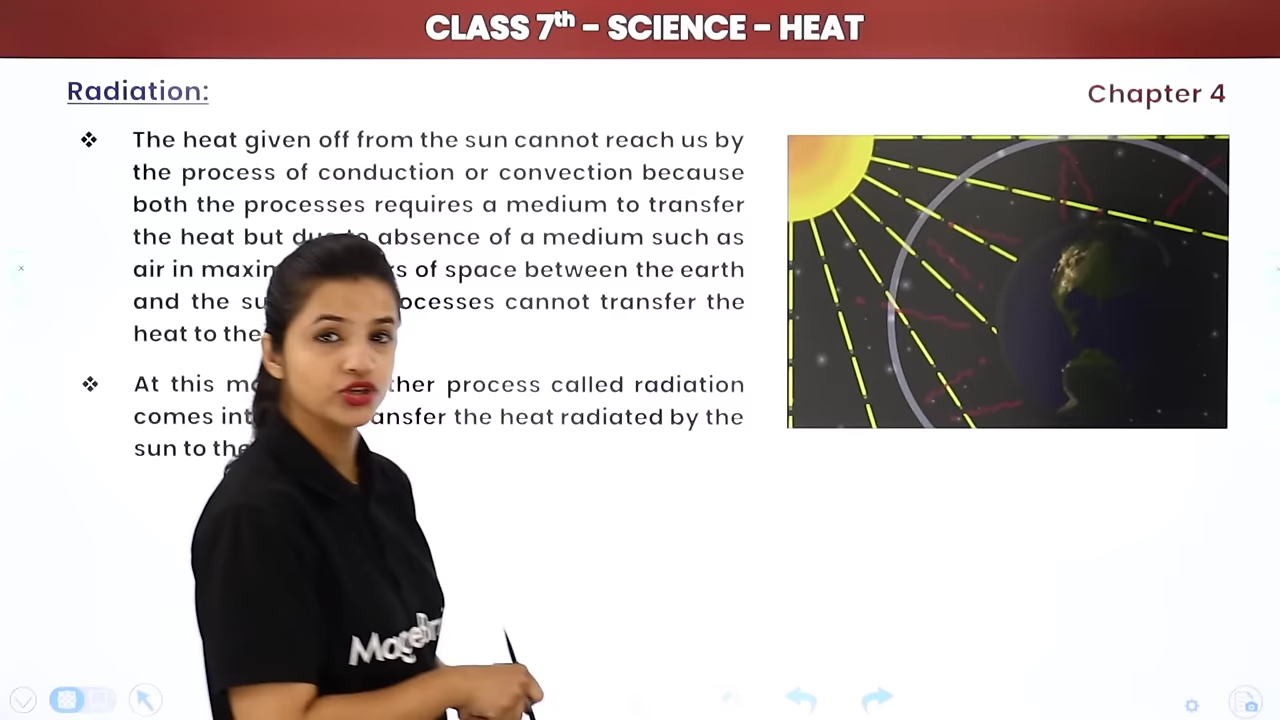 CLASS 7th - SCIENCE - HEAT
Radiation:
Chapter 4
❖ The heat given off from the sun cannot reach us by
the process of conduction or convection because
both the processes requires a medium to transfer
the heat but absence of a medium such as
air in of space between the earth
and the cannot transfer the
heat to
❖ At this process called radiation
comes the heat radiated by the
sun to